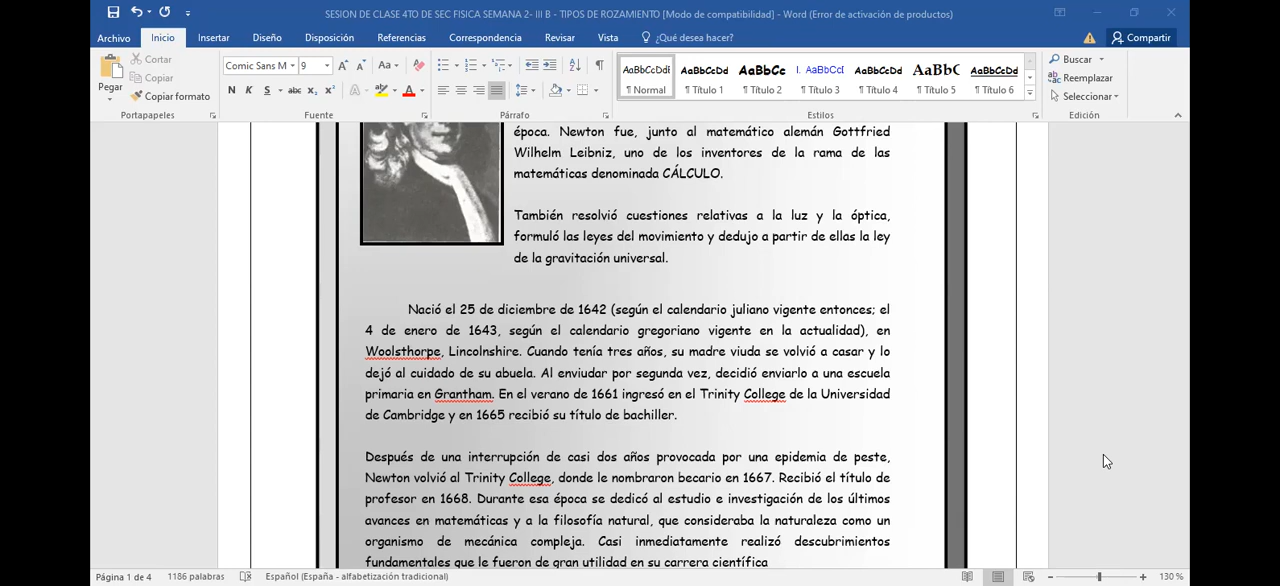 SESION DE CLASE 4TO DE SEC FISICA SEMANA 2- III B - TIPOS DE ROZAMIENTO [Modo de compatibilidad] - Word (Error de activación de productos)
Archivo Inicio Insertar Diseño Disposición Referencias Correspondencia Revisar Vista ¿Qué desea hacer? Compartir
Pegar
Cortar
Copiar
Copiar formato
Portapapeles
Comic Sans M 9
N K S abc x₂ x²
Fuente
Párrafo
AaBbCcDdE AaBbCcDd AaBbCc I. AaBbCcI AaBbCcDd AaBbC AaBbCcDd
¶ Normal ¶ Título 1 ¶ Título 2 ¶ Título 3 ¶ Título 4 ¶ Título 5 ¶ Título 6
Estilos
Buscar
Reemplazar
Seleccionar
Edición
época. Newton fue, junto al matemático alemán Gottfried
Wilhelm Leibniz, uno de los inventores de la rama de las
matemáticas denominada CÁLCULO.
También resolvió cuestiones relativas a la luz y la óptica,
formuló las leyes del movimiento y dedujo a partir de ellas la ley
de la gravitación universal.
Nació el 25 de diciembre de 1642 (según el calendario juliano vigente entonces; el
4 de enero de 1643, según el calendario gregoriano vigente en la actualidad), en
Woolsthorpe, Lincolnshire. Cuando tenía tres años, su madre viuda se volvió a casar y lo
dejó al cuidado de su abuela. Al enviudar por segunda vez, decidió enviarlo a una escuela
primaria en Grantham. En el verano de 1661 ingresó en el Trinity College de la Universidad
de Cambridge y en 1665 recibió su título de bachiller.
Después de una interrupción de casi dos años provocada por una epidemia de peste,
Newton volvió al Trinity College, donde le nombraron becario en 1667. Recibió el título de
profesor en 1668. Durante esa época se dedicó al estudio e investigación de los últimos
avances en matemáticas y a la filosofía natural, que consideraba la naturaleza como un
organismo de mecánica compleja. Casi inmediatamente realizó descubrimientos
fundamentales que le fueron de gran utilidad en su carrera científica
Página 1 de 4 1186 palabras Español (España - alfabetización tradicional) 130 %